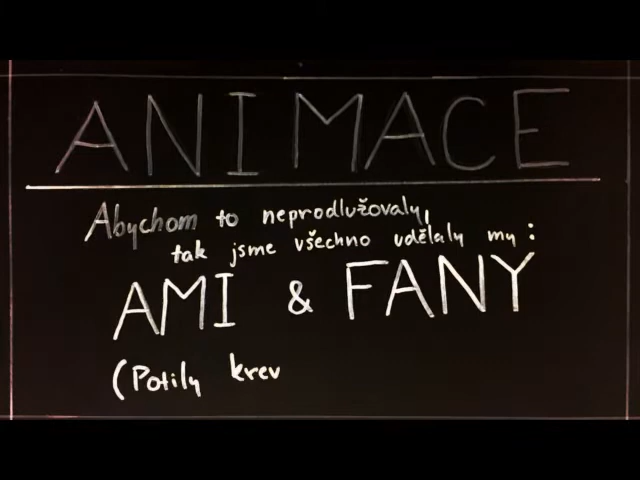 ANIMACE
Abychom to neprodlužovaly,
tak jsme všechno udělaly my:
AMI & FANY
(Potily krev